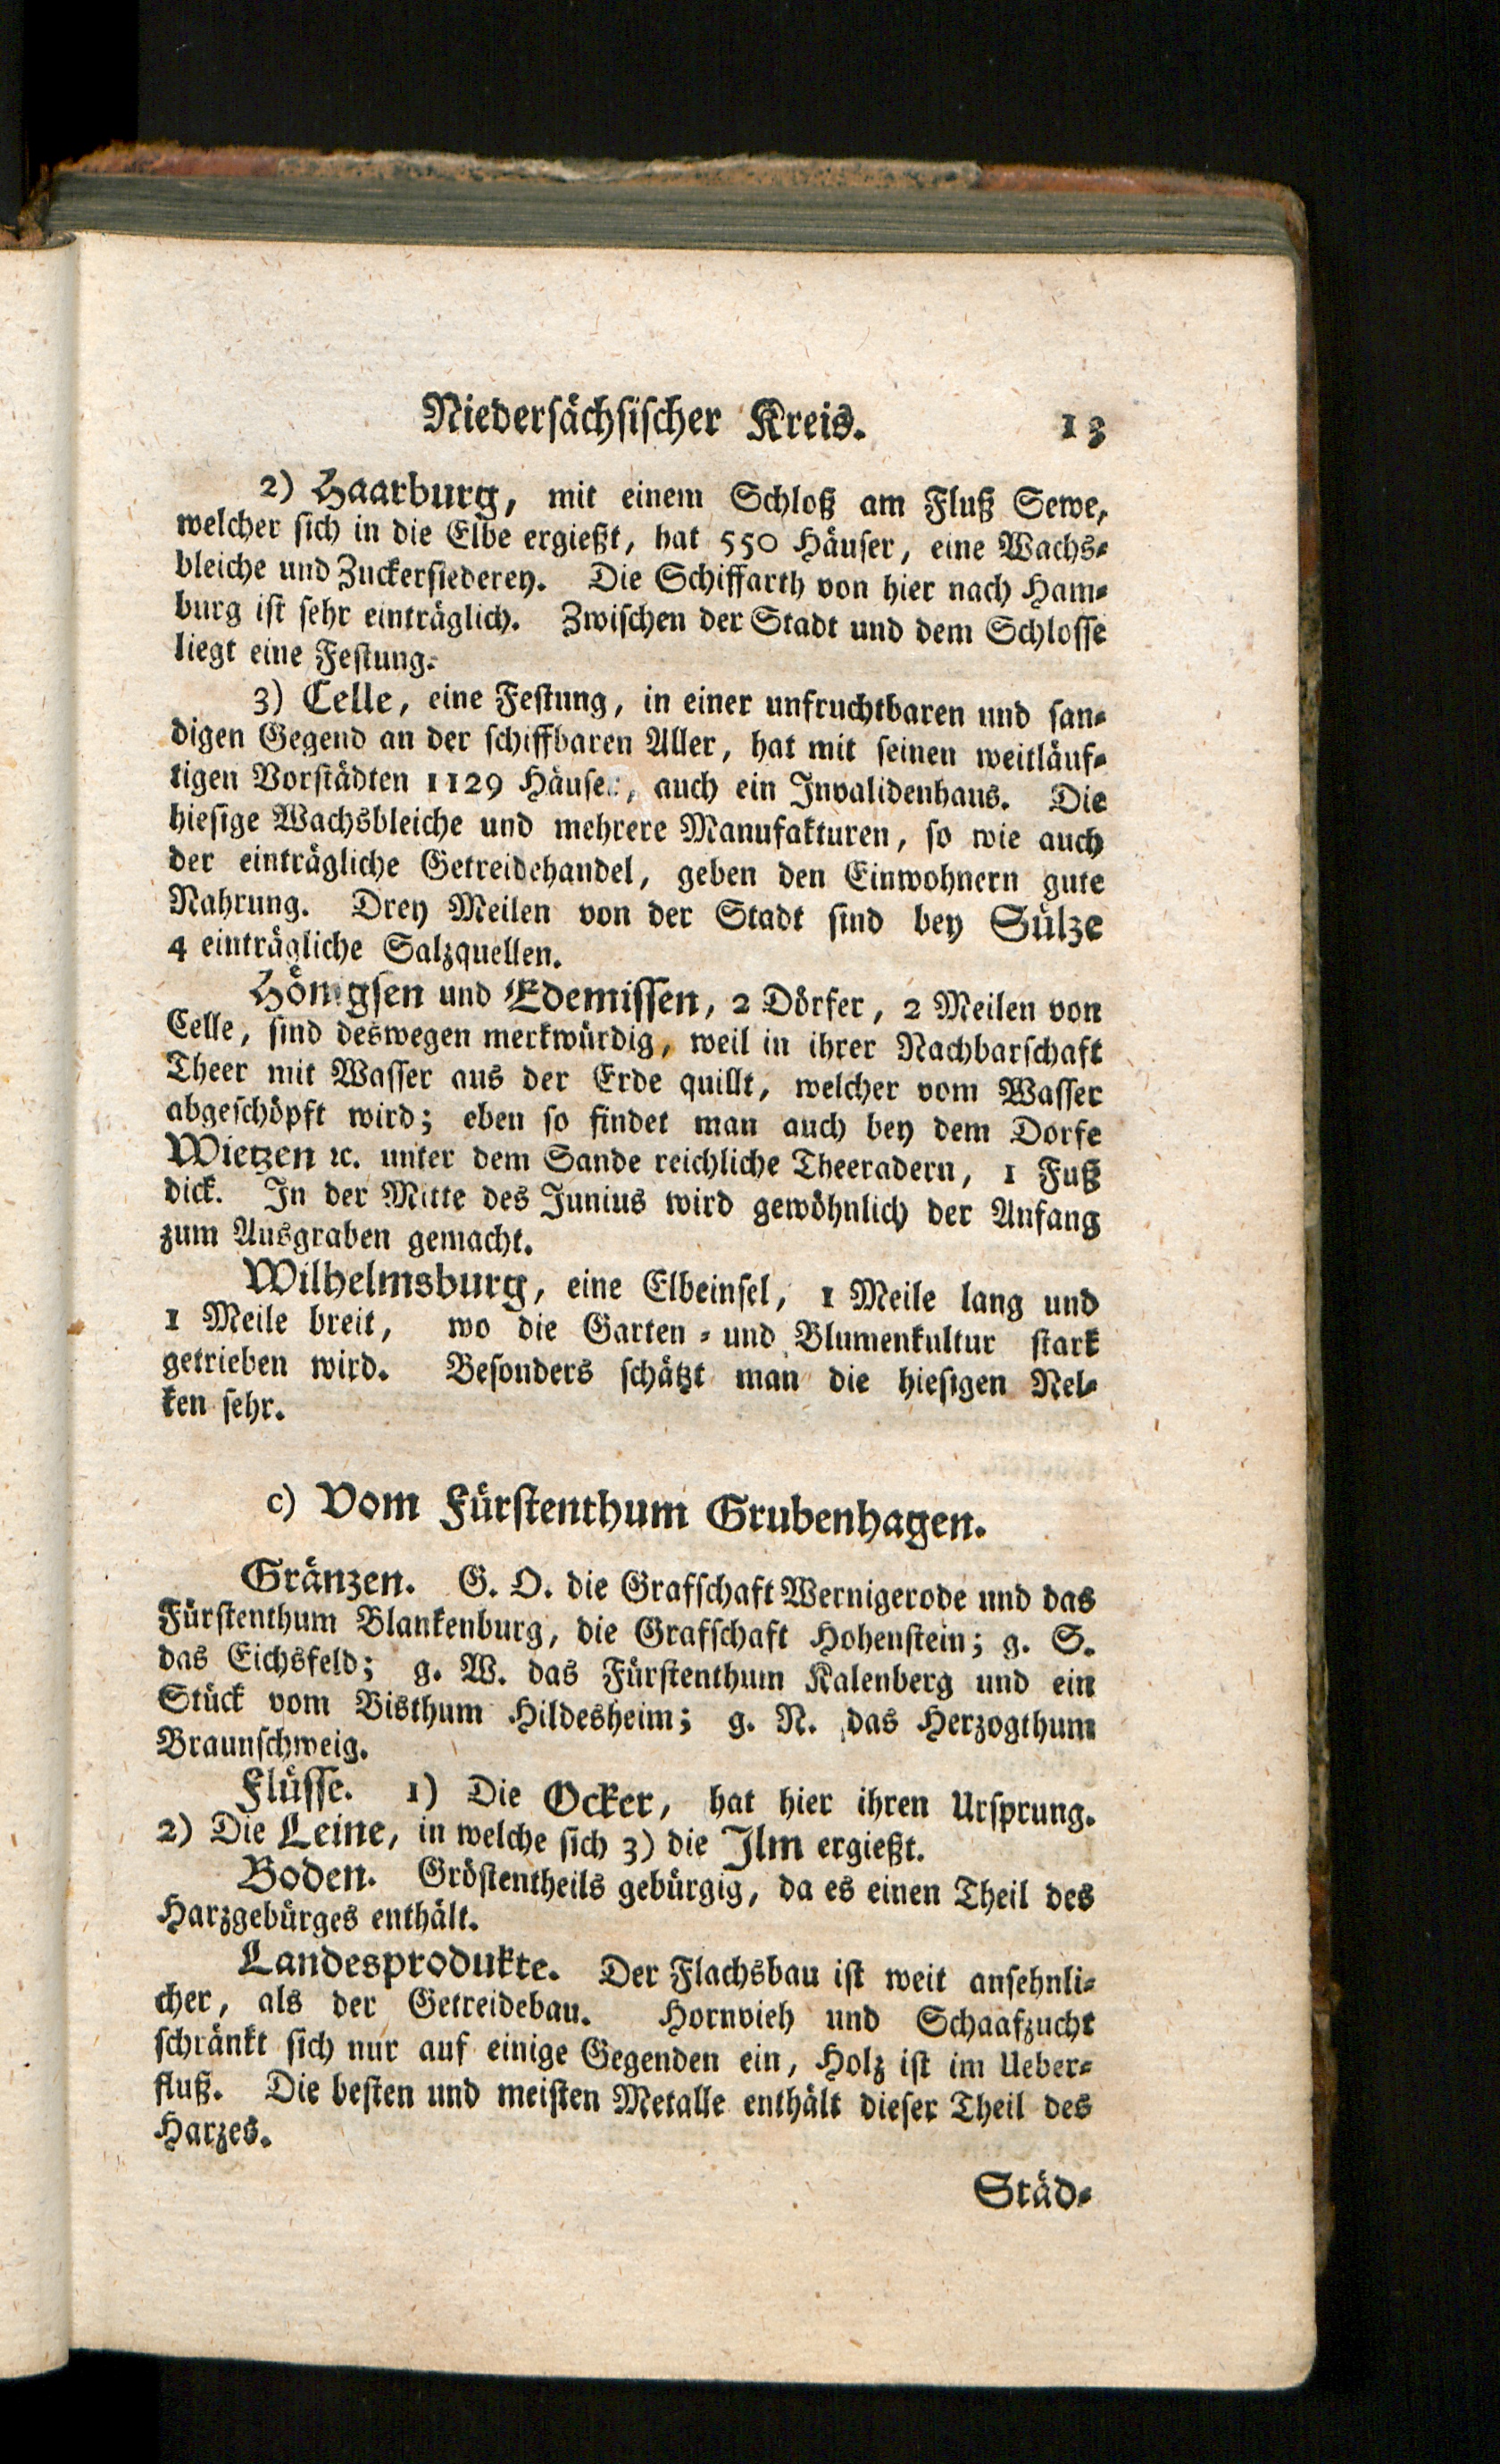 Niedersächsischer Kreis. 13
2) Haarburg, mit einem Schloß am Fluß Sewe,
welcher sich in die Elbe ergießt, hat 550 Häuser, eine Wachs-
bleiche und Zuckersiederey. Die Schiffarth von hier nach Ham-
burg ist sehr einträglich. Zwischen der Stadt und dem Schlosse
liegt eine Festung.
3) Celle, eine Festung, in einer unfruchtbaren und san-
digen Gegend an der schiffbaren Aller, hat mit seinen weitläuf-
tigen Vorstädten 1129 Häuser, auch ein Invalidenhaus. Die
hiesige Wachsbleiche und mehrere Manufakturen, so wie auch
der einträgliche Getreidehandel, geben den Einwohnern gute
Nahrung. Drey Meilen von der Stadt sind bey Sülze
4 einträgliche Salzquellen.
Hönigsen und Edemissen, 2 Dörfer, 2 Meilen von
Celle, sind deswegen merkwürdig, weil in ihrer Nachbarschaft
Theer mit Wasser aus der Erde quillt, welcher vom Wasser
abgeschöpft wird; eben so findet man auch bey dem Dorfe
Wietzen ꝛc. unter dem Sande reichliche Theeradern, 1 Fuß
dick. In der Mitte des Junius wird gewöhnlich der Anfang
zum Ausgraben gemacht.
Wilhelmsburg, eine Elbeinsel, 1 Meile lang und
1 Meile breit, wo die Garten- und Blumenkultur stark
getrieben wird. Besonders schätzt man die hiesigen Nel-
ken sehr.
c) Vom Fürstenthum Grubenhagen.
Gränzen. G. O. die Grafschaft Wernigerode und das
Fürstenthum Blankenburg, die Grafschaft Hohenstein; g. S.
das Eichsfeld; g. W. das Fürstenthum Kalenberg und ein
Stück vom Bisthum Hildesheim; g. N. das Herzogthum
Braunschweig.
Flüsse. 1) Die Ocker, hat hier ihren Ursprung.
2) Die Leine, in welche sich 3) die Ilm ergießt.
Boden. Gröstentheils gebürgig, da es einen Theil des
Harzgebürges enthält.
Landesprodukte. Der Flachsbau ist weit ansehnli-
cher, als der Getreidebau. Hornvieh und Schaafzucht
schränkt sich nur auf einige Gegenden ein, Holz ist im Ueber-
fluß. Die besten und meisten Metalle enthält dieser Theil des
Harzes.
Städ-